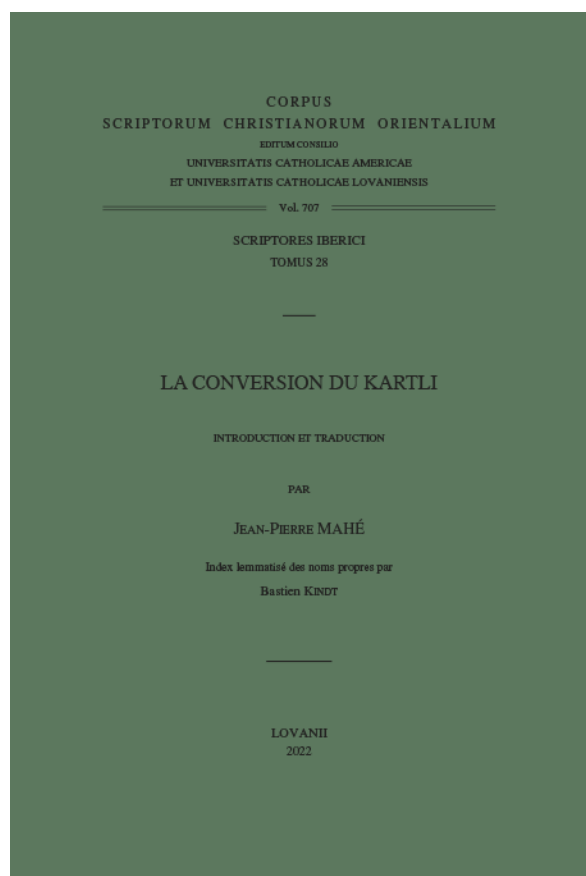 CORPUS
SCRIPTORUM CHRISTIANORUM ORIENTALIUM
EDITUM CONSILIO
UNIVERSITATIS CATHOLICAE AMERICAE
ET UNIVERSITATIS CATHOLICAE LOVANIENSIS
Vol. 707
SCRIPTORES IBERICI
TOMUS 28
LA CONVERSION DU KARTLI
INTRODUCTION ET TRADUCTION
PAR
JEAN-PIERRE MAHÉ
Index lemmatisé des noms propres par
Bastien KINDT
LOVANII
2022